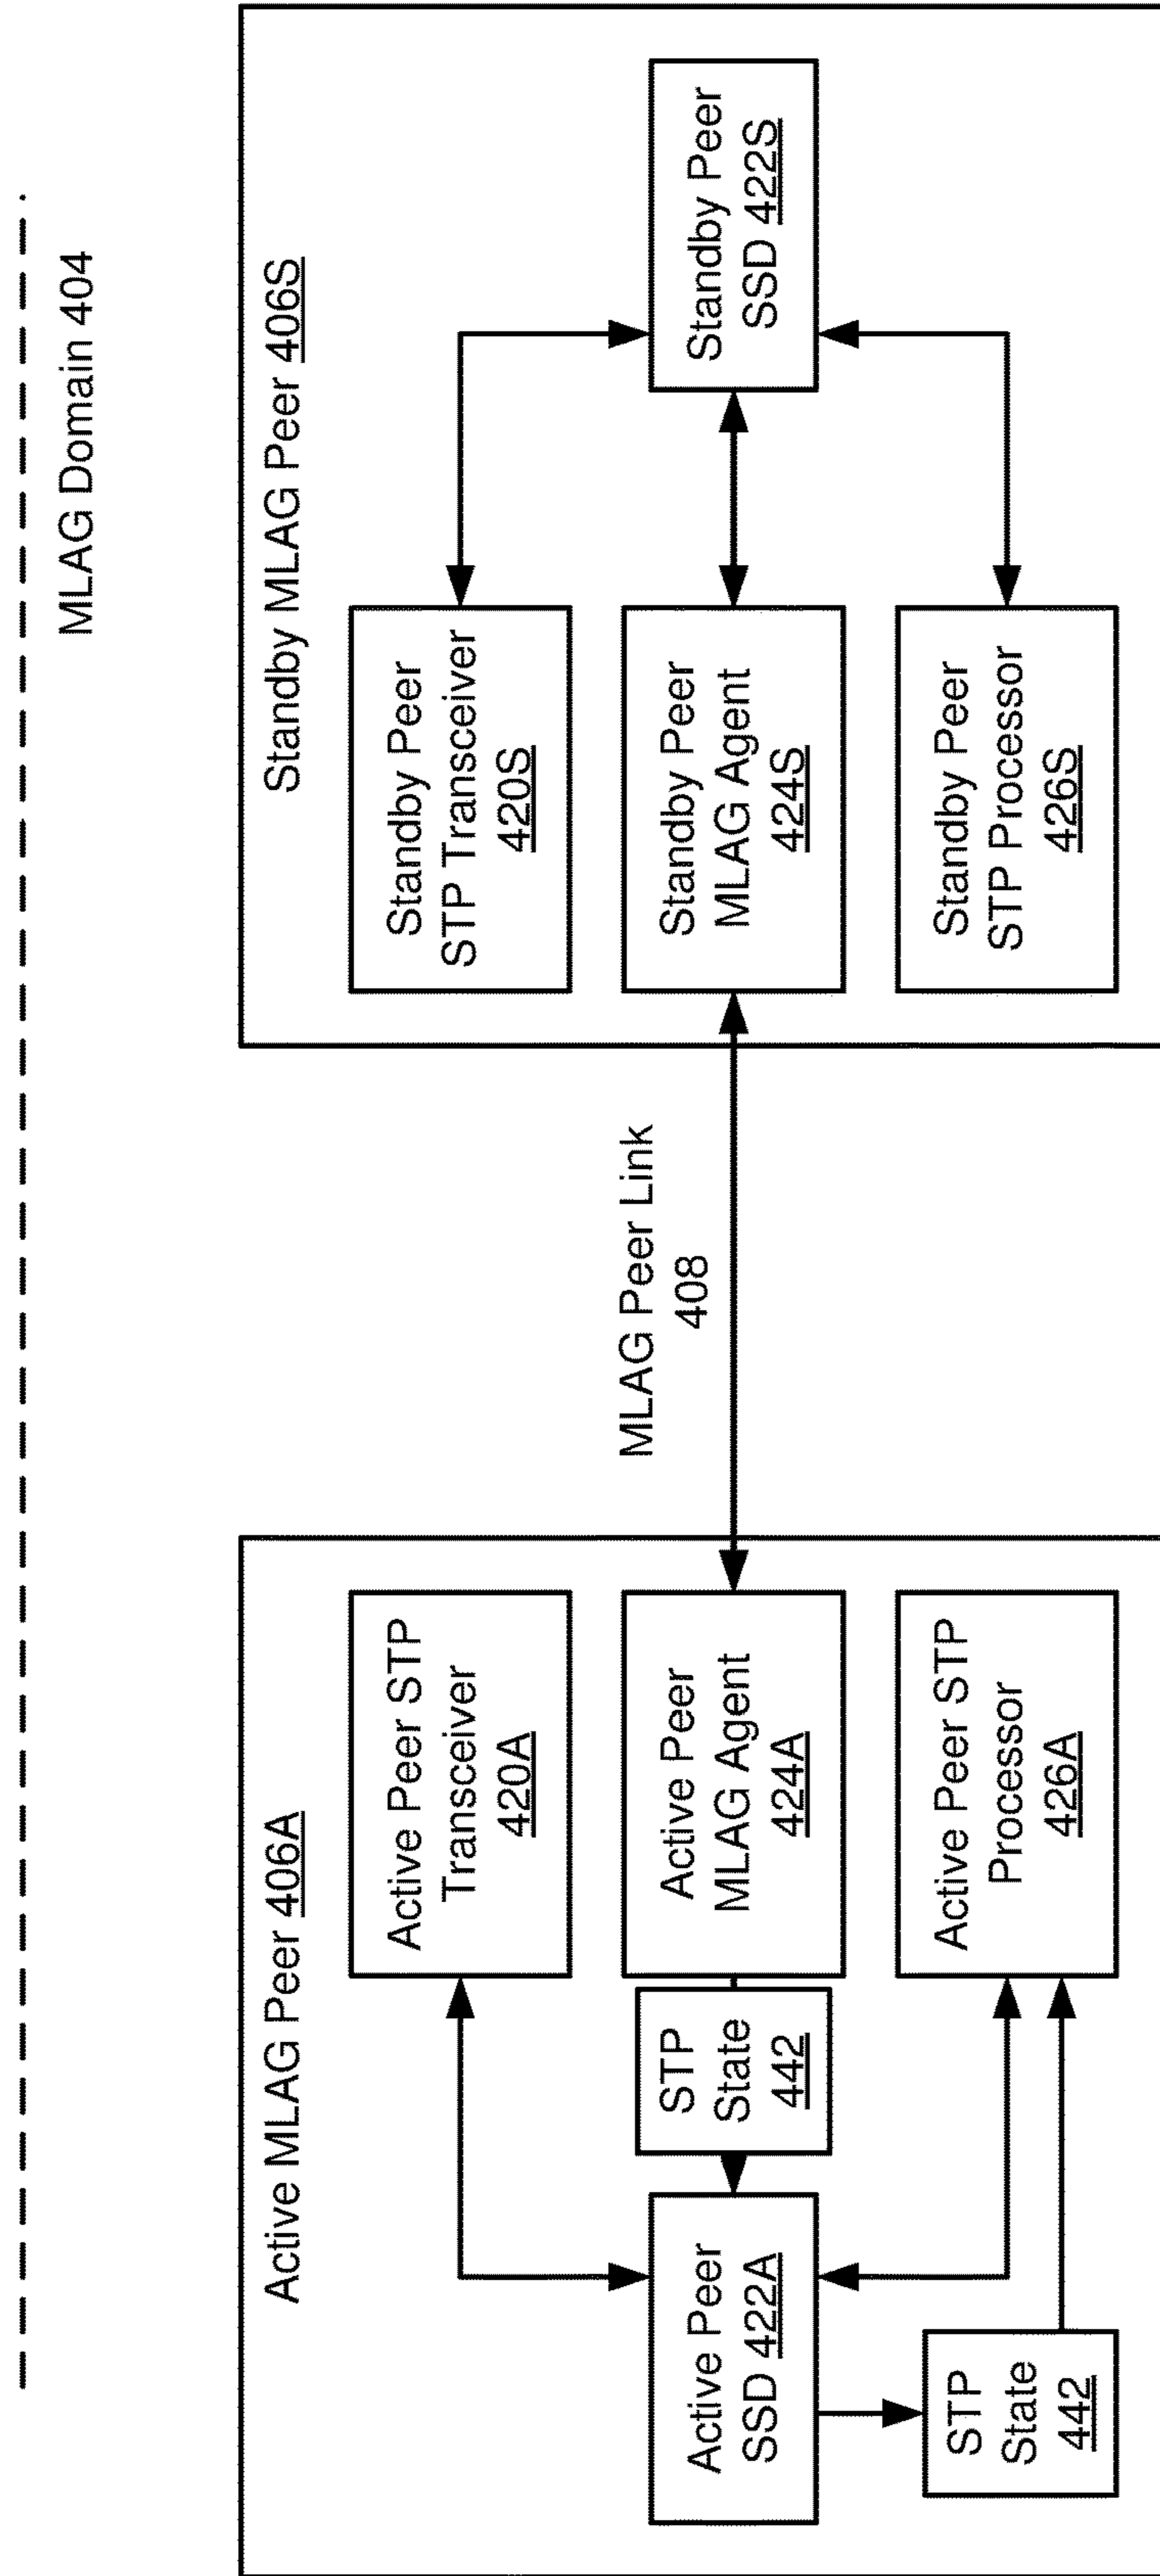 MLAG Domain 404
Active MLAG Peer 406A
Active Peer STP
Transceiver
420A
Active Peer
SSD 422A
STP
State
442
Active Peer
MLAG Agent
424A
STP
State
442
Active Peer STP
Processor
426A
MLAG Peer Link
408
Standby MLAG Peer 406S
Standby Peer
STP Transceiver
420S
Standby Peer
MLAG Agent
424S
Standby Peer
SSD 422S
Standby Peer
STP Processor
426S